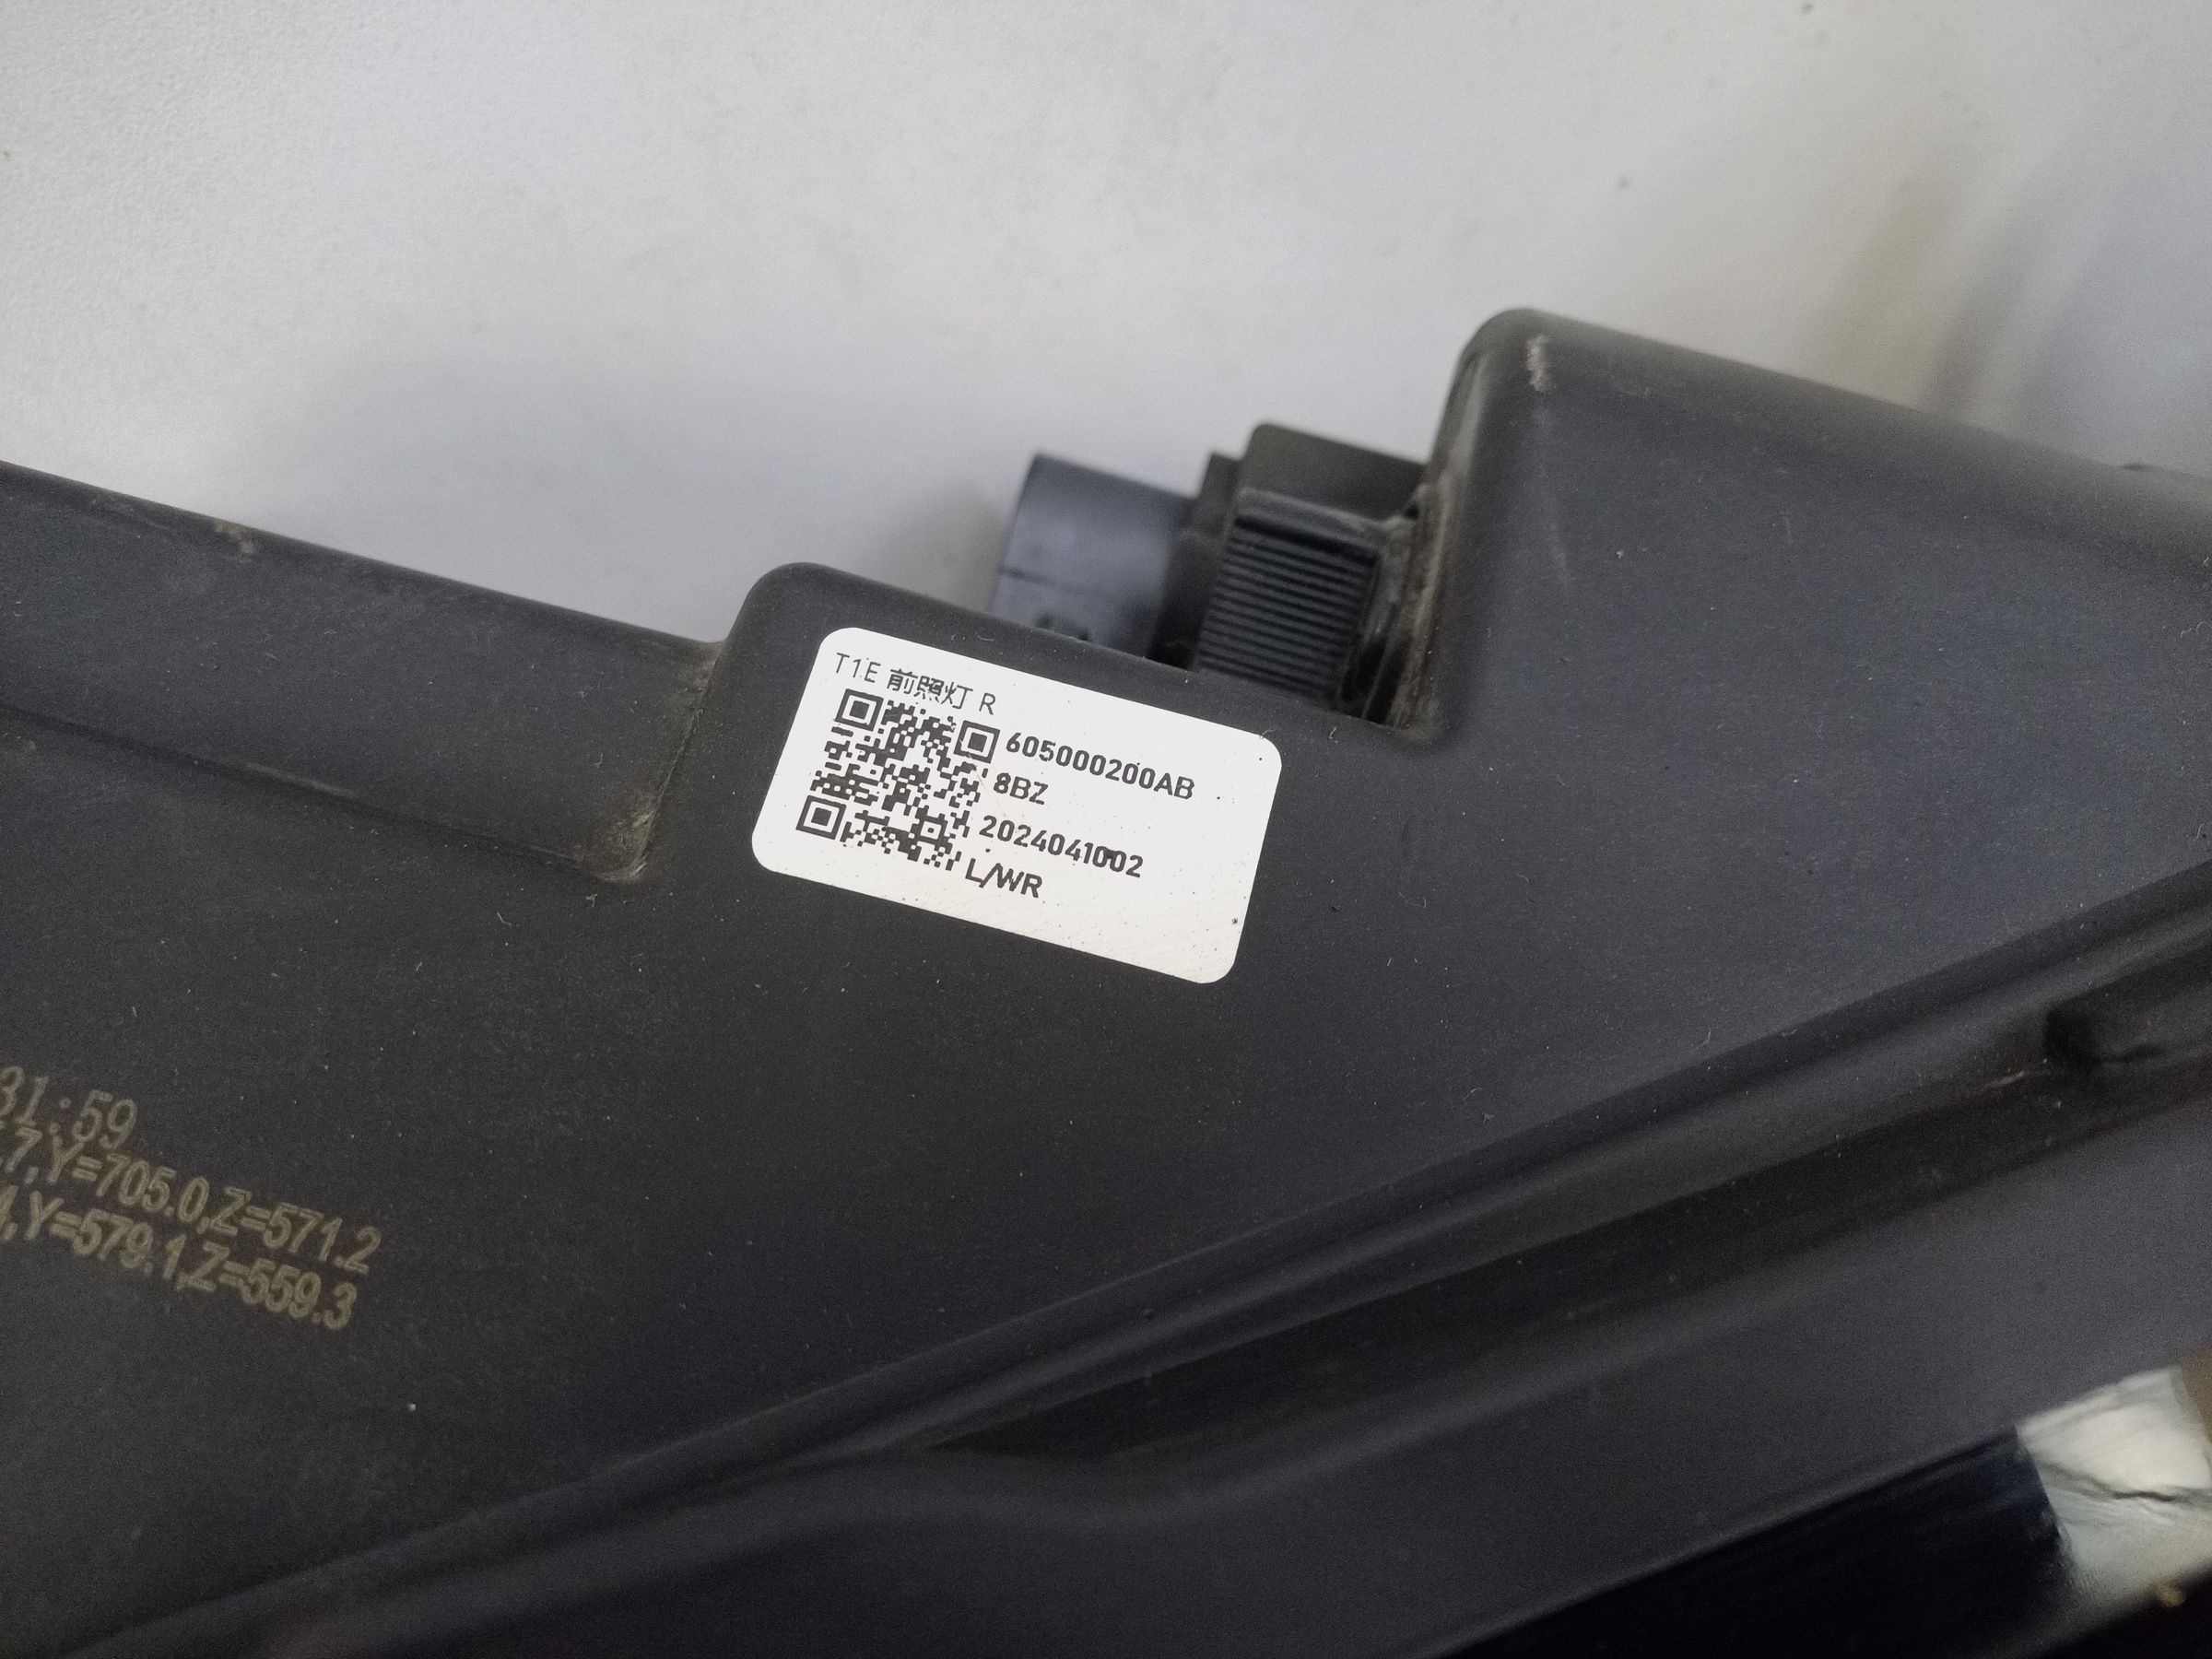 T1E 前照灯 R
605000200AB
8BZ
2024041002
L/WR
31:59
.7,Y=705.0,Z=571.2
4,Y=579.1,Z=559.3